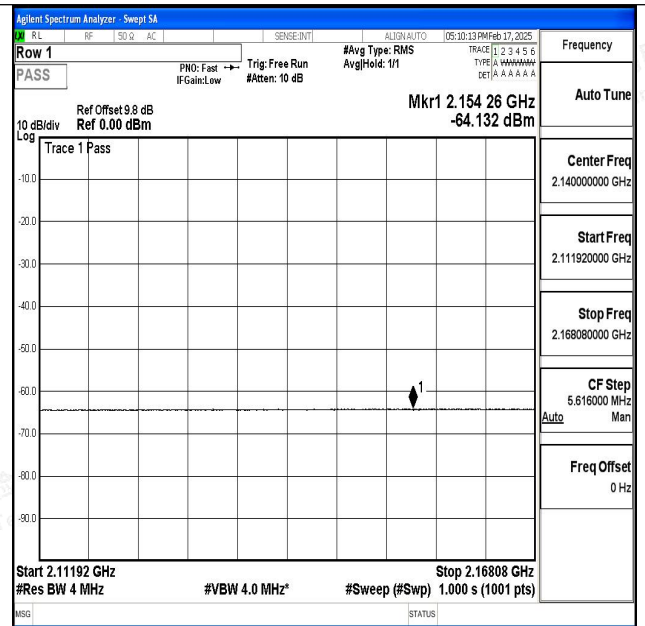 Agilent Spectrum Analyzer - Swept SA
RL RF 50 Ω AC SENSE:INT ALIGN AUTO 05:10:13 PM Feb 17, 2025
Row 1
PASS
PNO: Fast
IFGain:Low
Trig: Free Run
#Atten: 10 dB
#Avg Type: RMS
Avg|Hold: 1/1
TRACE 1 2 3 4 5 6
TYPE A WWWWW
DET A A A A A A
Ref Offset 9.8 dB
10 dB/div Ref 0.00 dBm
Log
Mkr1 2.154 26 GHz
-64.132 dBm
Trace 1 Pass
-10.0
-20.0
-30.0
-40.0
-50.0
-60.0
-70.0
-80.0
-90.0
1
Start 2.11192 GHz Stop 2.16808 GHz
#Res BW 4 MHz #VBW 4.0 MHz* #Sweep (#Swp) 1.000 s (1001 pts)
MSG STATUS
Frequency
Auto Tune
Center Freq
2.140000000 GHz
Start Freq
2.111920000 GHz
Stop Freq
2.168080000 GHz
CF Step
5.616000 MHz
Auto Man
Freq Offset
0 Hz